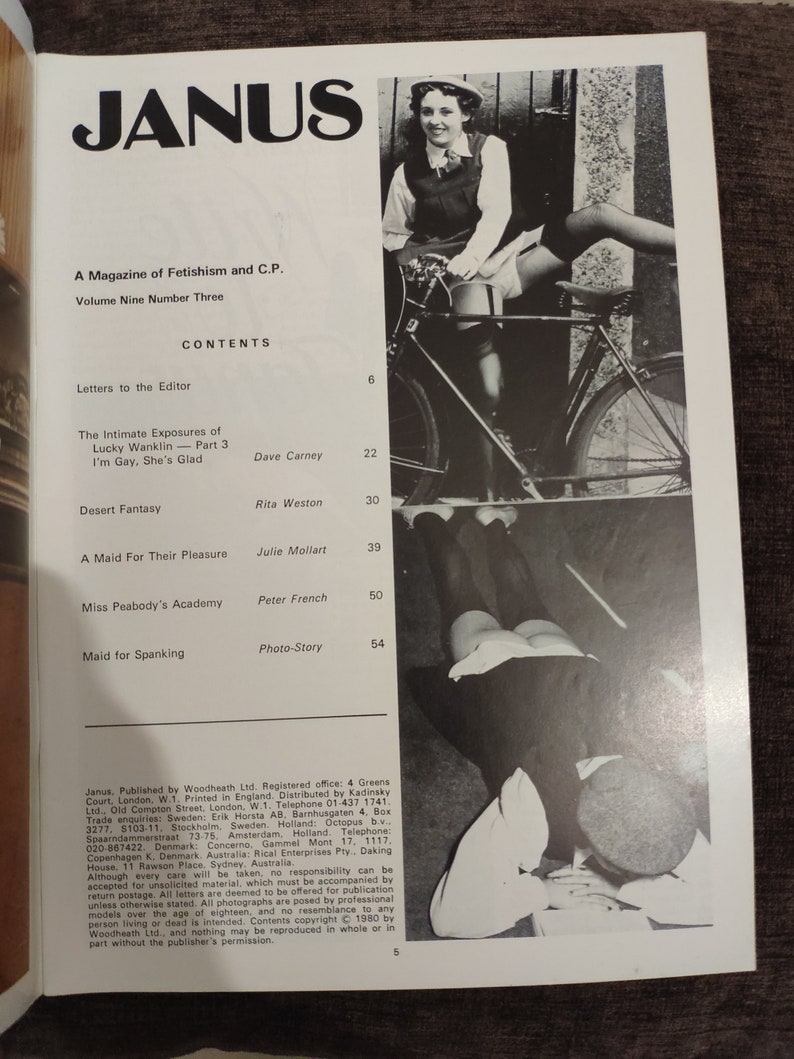 JANUS
A Magazine of Fetishism and C.P.
Volume Nine Number Three
CONTENTS
Letters to the Editor 6
The Intimate Exposures of
Lucky Wanklin — Part 3
I'm Gay, She's Glad Dave Carney 22
Desert Fantasy Rita Weston 30
A Maid For Their Pleasure Julie Mollart 39
Miss Peabody's Academy Peter French 50
Maid for Spanking Photo-Story 54
Janus, Published by Woodheath Ltd. Registered office: 4 Greens
Court, London, W.1. Printed in England. Distributed by Kadinsky
Ltd., Old Compton Street, London, W.1. Telephone 01-437 1741.
Trade enquiries: Sweden: Erik Horsta AB, Barnhusgaten 4, Box
3277, S103-11, Stockholm, Sweden. Holland: Octopus b.v.,
Spaarndammerstraat 73-75, Amsterdam, Holland. Telephone:
020-867422. Denmark: Concerno, Gammel Mont 17, 1117,
Copenhagen K, Denmark. Australia: Rical Enterprises Pty., Daking
House, 11 Rawson Place, Sydney, Australia.
Although every care will be taken, no responsibility can be
accepted for unsolicited material, which must be accompanied by
return postage. All letters are deemed to be offered for publication
unless otherwise stated. All photographs are posed by professional
models over the age of eighteen, and no resemblance to any
person living or dead is intended. Contents copyright © 1980 by
Woodheath Ltd., and nothing may be reproduced in whole or in
part without the publisher's permission.
5